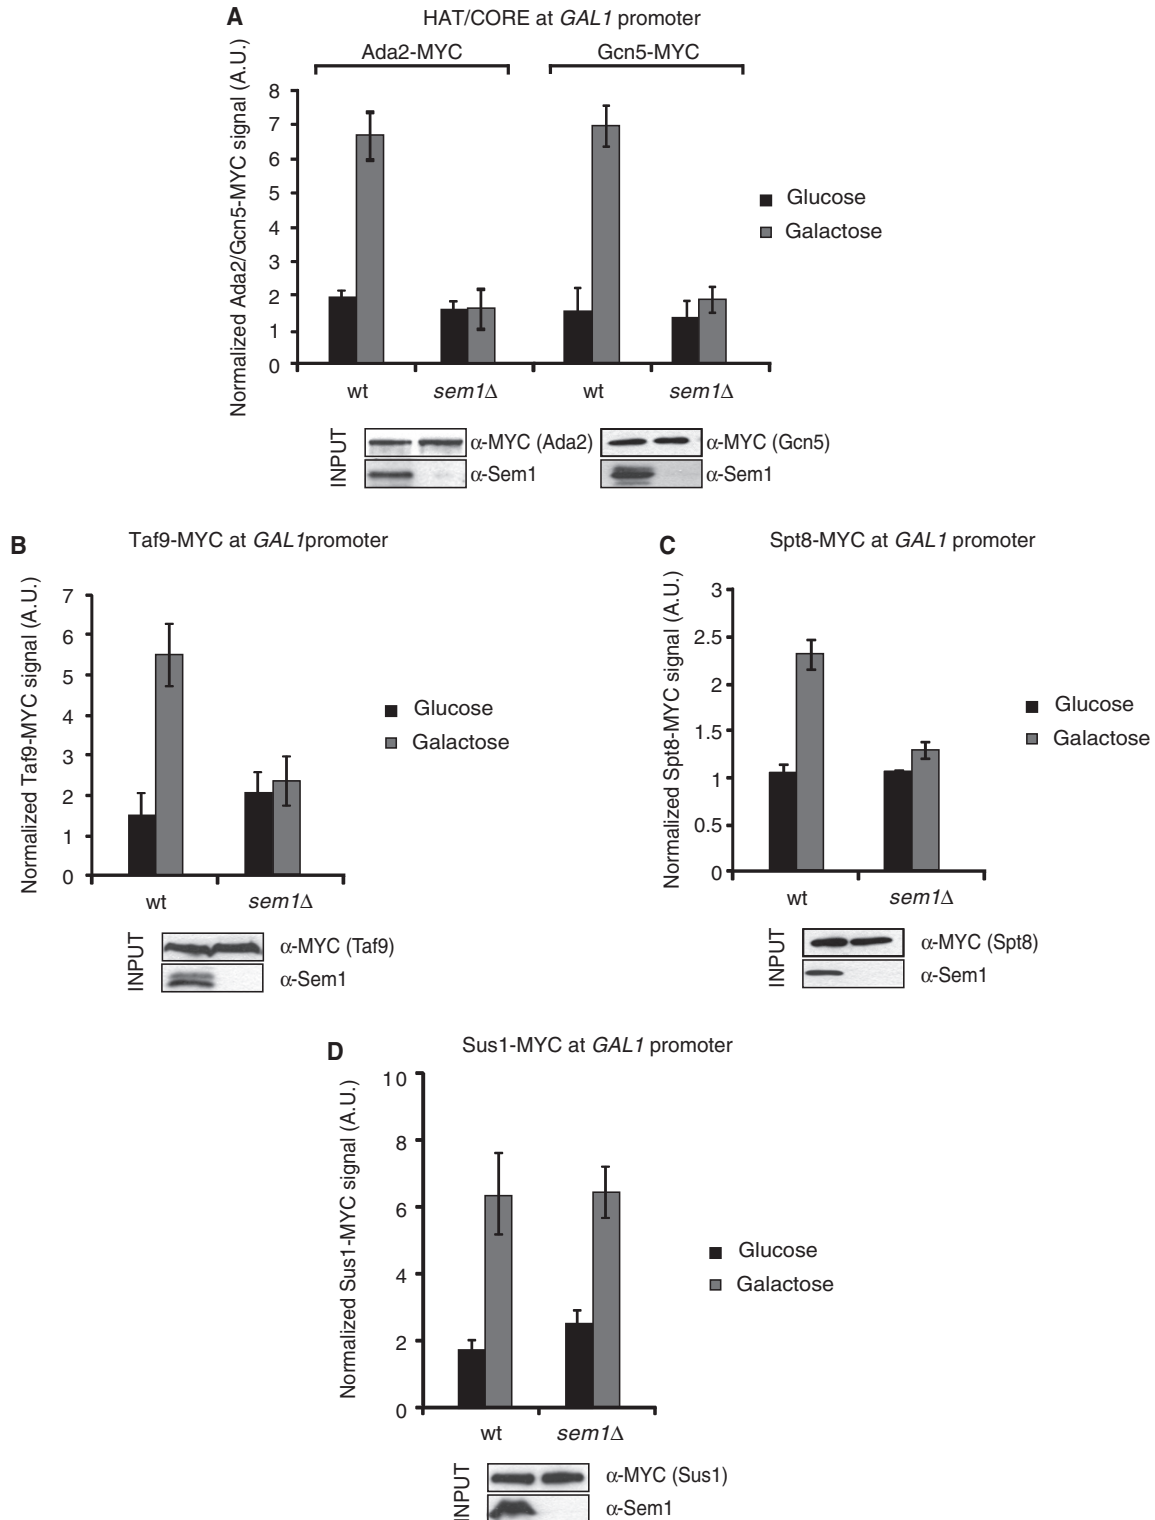 A
HAT/CORE at GAL1 promoter
Ada2-MYC
Gcn5-MYC
Normalized Ada2/Gcn5-MYC signal (A.U.)
8
7
6
5
4
3
2
1
0
Glucose
Galactose
wt
sem1Δ
wt
sem1Δ
INPUT
α-MYC (Ada2)
α-Sem1
α-MYC (Gcn5)
α-Sem1
B
Taf9-MYC at GAL1promoter
Normalized Taf9-MYC signal (A.U.)
7
6
5
4
3
2
1
0
Glucose
Galactose
wt
sem1Δ
INPUT
α-MYC (Taf9)
α-Sem1
C
Spt8-MYC at GAL1 promoter
Normalized Spt8-MYC signal (A.U.)
3
2.5
2
1.5
1
0.5
0
Glucose
Galactose
wt
sem1Δ
INPUT
α-MYC (Spt8)
α-Sem1
D
Sus1-MYC at GAL1 promoter
Normalized Sus1-MYC signal (A.U.)
10
8
6
4
2
0
Glucose
Galactose
wt
sem1Δ
INPUT
α-MYC (Sus1)
α-Sem1